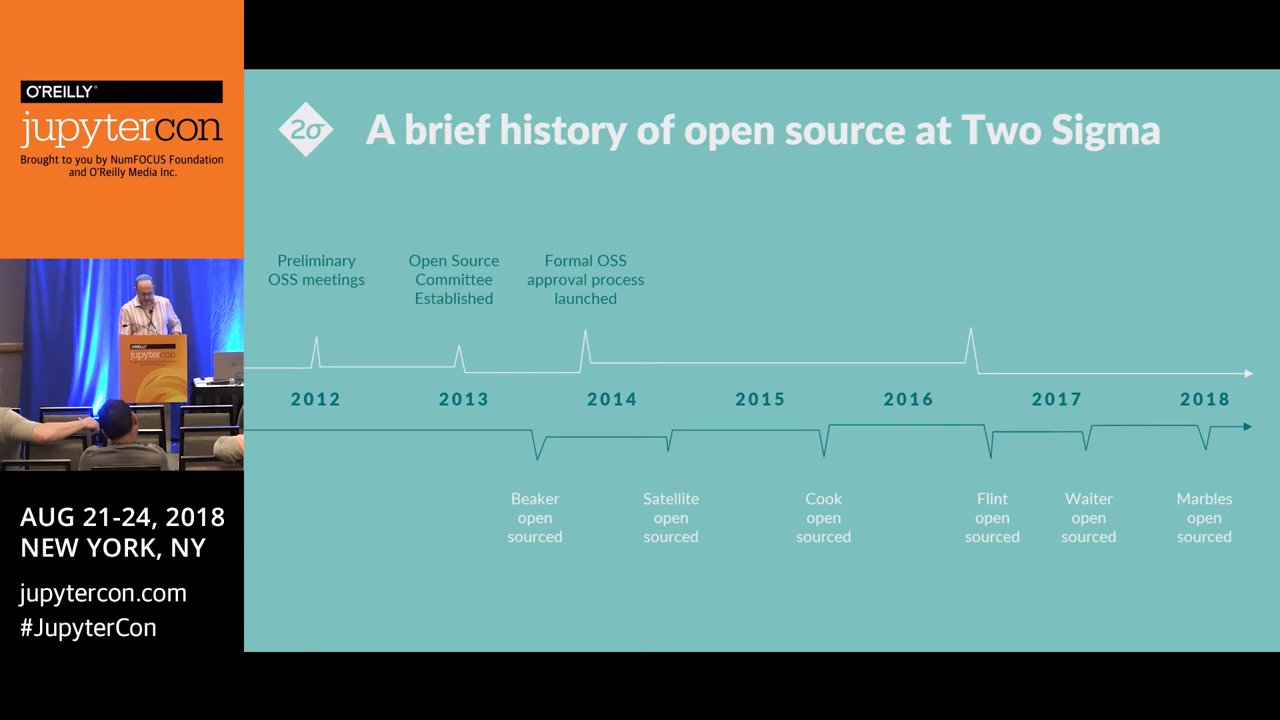 O'REILLY®
jupytercon
Brought to you by NumFOCUS Foundation
and O'Reilly Media Inc.
O'REILLY
jupytercon
AUG 21-24, 2018
NEW YORK, NY
jupytercon.com
#JupyterCon
2σ
A brief history of open source at Two Sigma
Preliminary
OSS meetings
Open Source
Committee
Established
Formal OSS
approval process
launched
2012 2013 2014 2015 2016 2017 2018
Beaker
open
sourced
Satellite
open
sourced
Cook
open
sourced
Flint
open
sourced
Waiter
open
sourced
Marbles
open
sourced